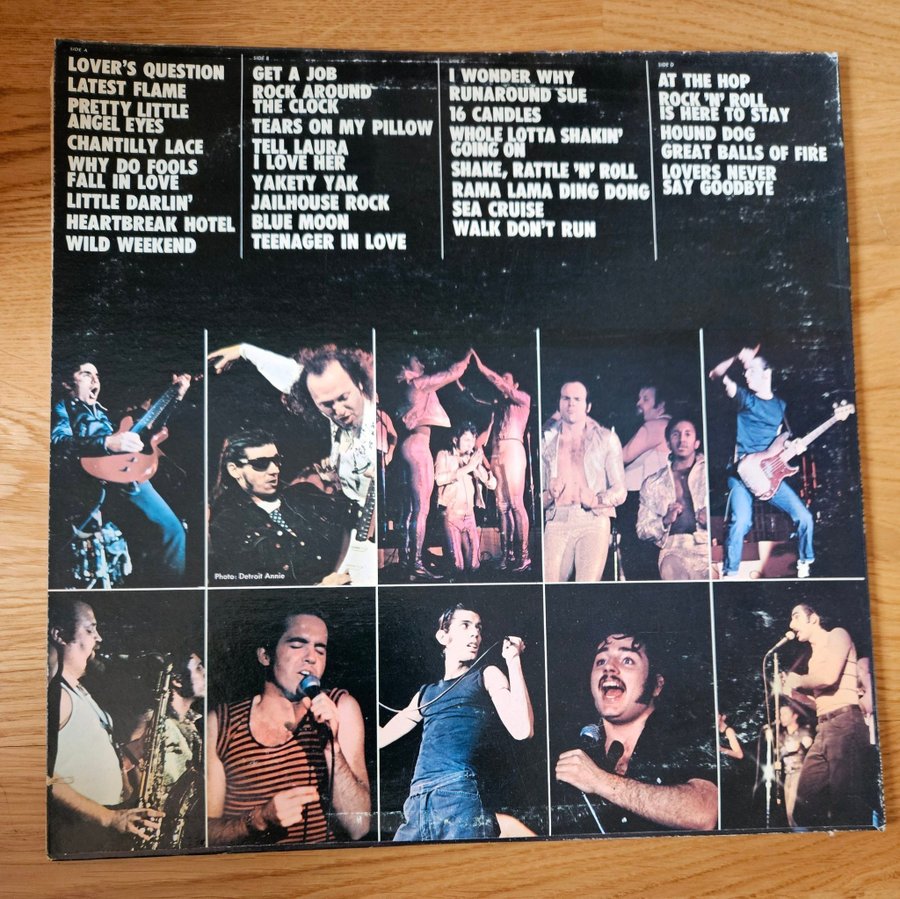 SIDE A
LOVER'S QUESTION
LATEST FLAME
PRETTY LITTLE
ANGEL EYES
CHANTILLY LACE
WHY DO FOOLS
FALL IN LOVE
LITTLE DARLIN'
HEARTBREAK HOTEL
WILD WEEKEND
SIDE B
GET A JOB
ROCK AROUND
THE CLOCK
TEARS ON MY PILLOW
TELL LAURA
I LOVE HER
YAKETY YAK
JAILHOUSE ROCK
BLUE MOON
TEENAGER IN LOVE
SIDE C
I WONDER WHY
RUNAROUND SUE
16 CANDLES
WHOLE LOTTA SHAKIN'
GOING ON
SHAKE, RATTLE 'N' ROLL
RAMA LAMA DING DONG
SEA CRUISE
WALK DON'T RUN
SIDE D
AT THE HOP
ROCK 'N' ROLL
IS HERE TO STAY
HOUND DOG
GREAT BALLS OF FIRE
LOVERS NEVER
SAY GOODBYE
Photo: Detroit Annie